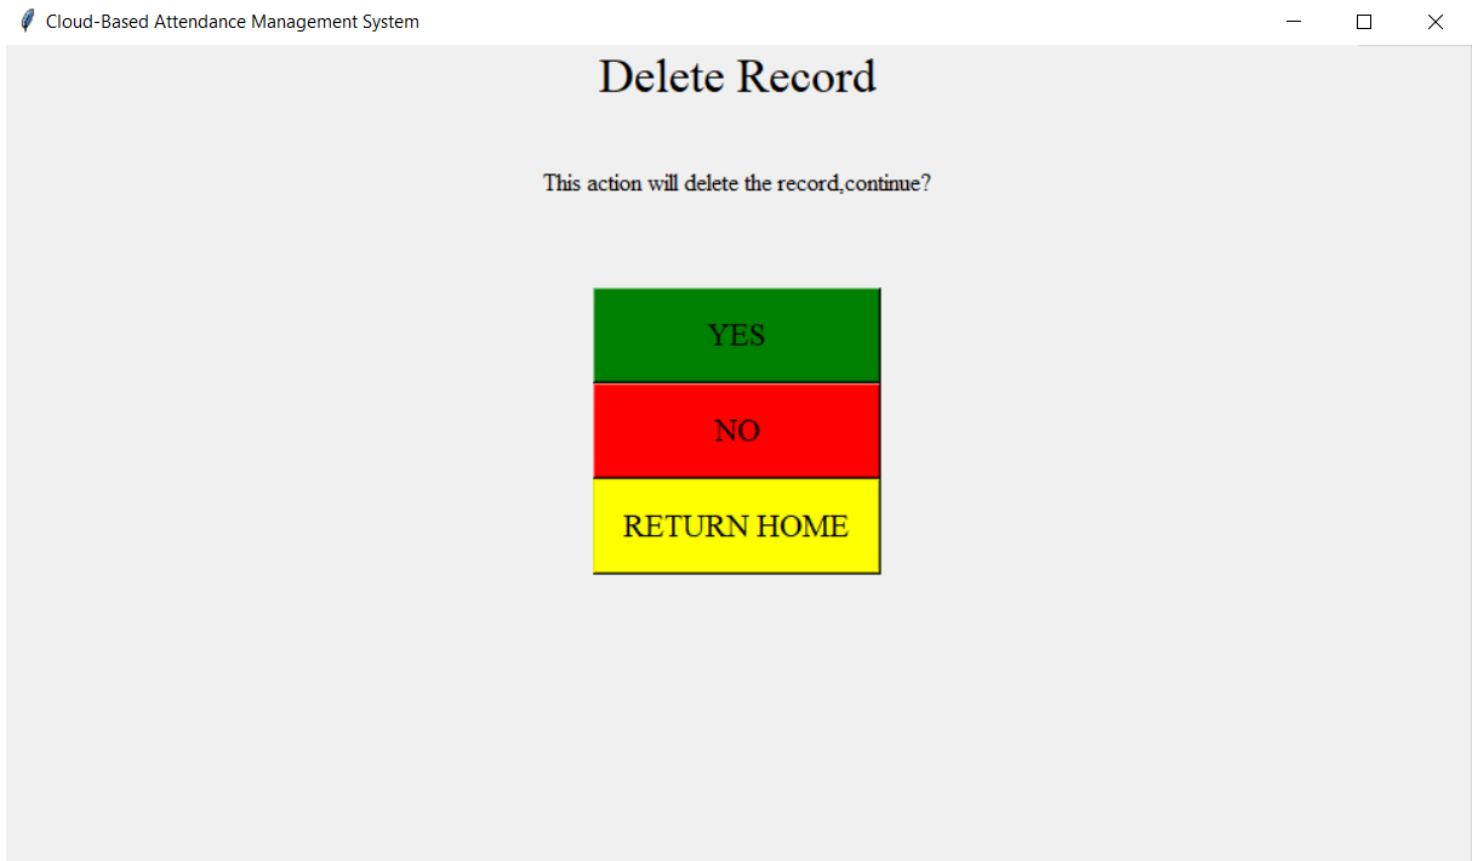 Cloud-Based Attendance Management System
Delete Record
This action will delete the record,continue?
YES
NO
RETURN HOME